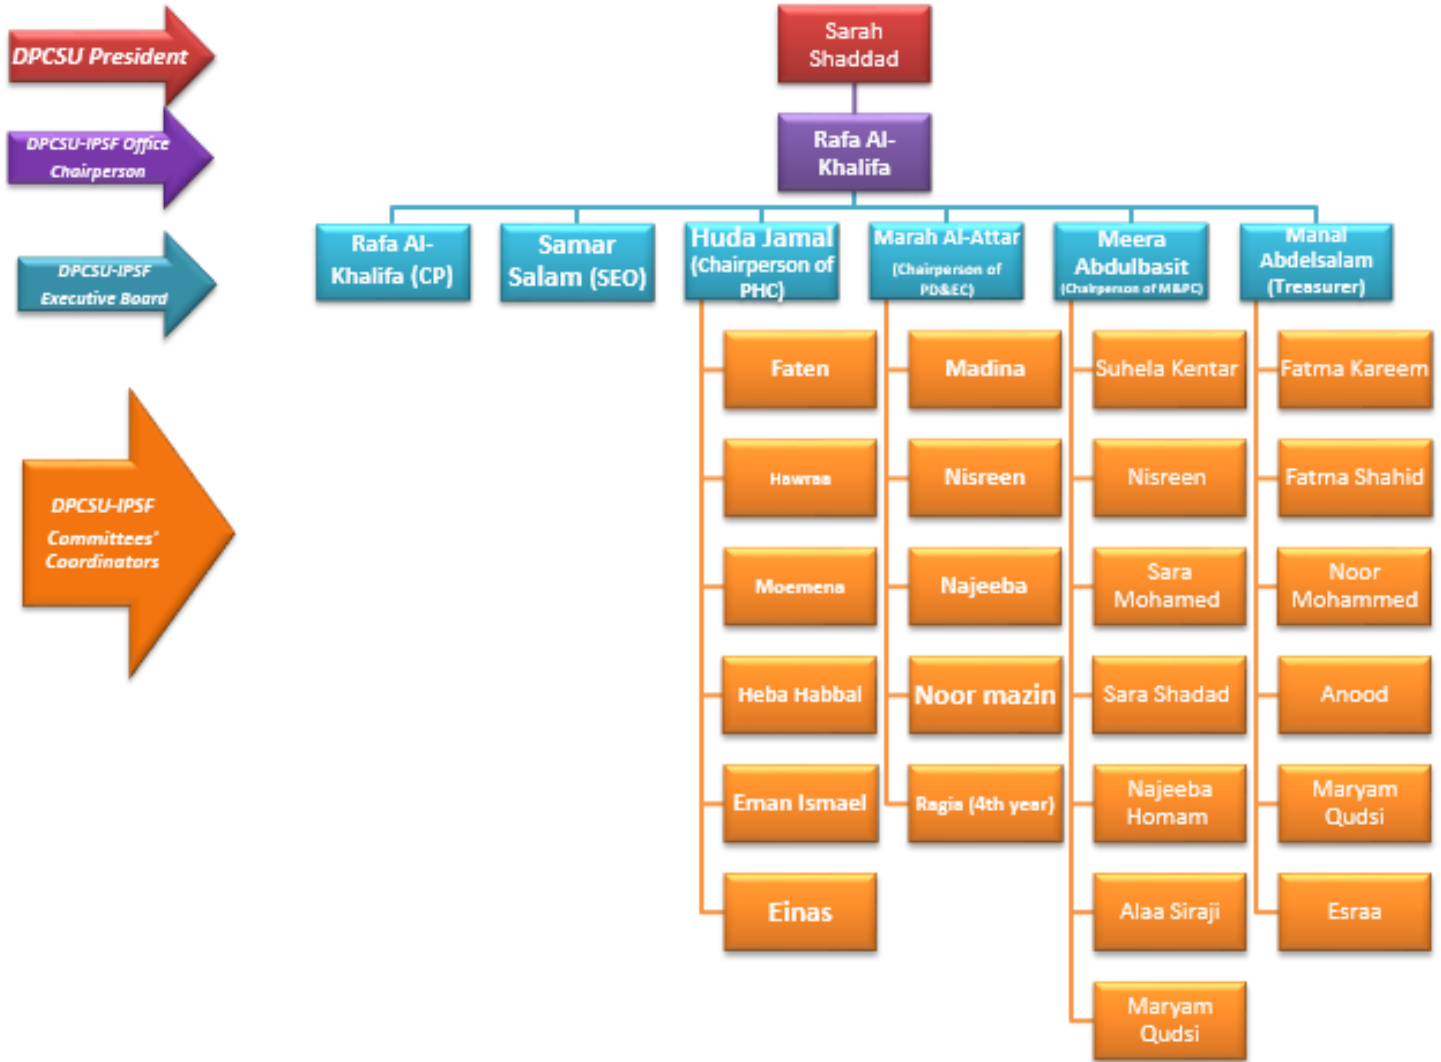 DPCSU President
Sarah
Shaddad
DPCSU-IPSF Office
Chairperson
Rafa Al-
Khalifa
DPCSU-IPSF
Executive Board
Rafa Al-
Khalifa (CP)
Samar
Salam (SEO)
Huda Jamal
(Chairperson of
PHC)
Marah Al-Attar
(Chairperson of
PD&EC)
Meera
Abdulbasit
(Chairperson of M&PC)
Manal
Abdelsalam
(Treasurer)
DPCSU-IPSF
Committees'
Coordinators
Faten
Hawraa
Moemena
Heba Habbal
Eman Ismael
Einas
Madina
Nisreen
Najeeba
Noor mazin
Ragia (4th year)
Suhela Kentar
Nisreen
Sara
Mohamed
Sara Shadad
Najeeba
Homam
Alaa Siraji
Maryam
Qudsi
Fatma Kareem
Fatma Shahid
Noor
Mohammed
Anood
Maryam
Qudsi
Esraa